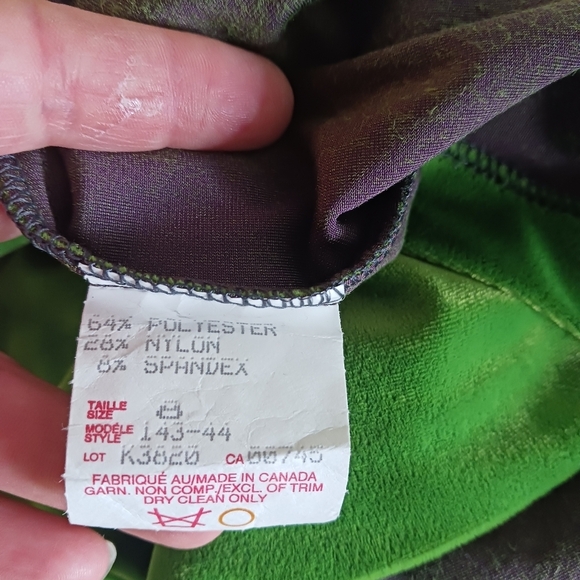 64% POLYESTER
28% NYLON
8% SPANDEX
TAILLE
SIZE 8
MODÈLE
STYLE 143-44
LOT K3820 CA 00745
FABRIQUÉ AU/MADE IN CANADA
GARN. NON COMP./EXCL. OF TRIM
DRY CLEAN ONLY